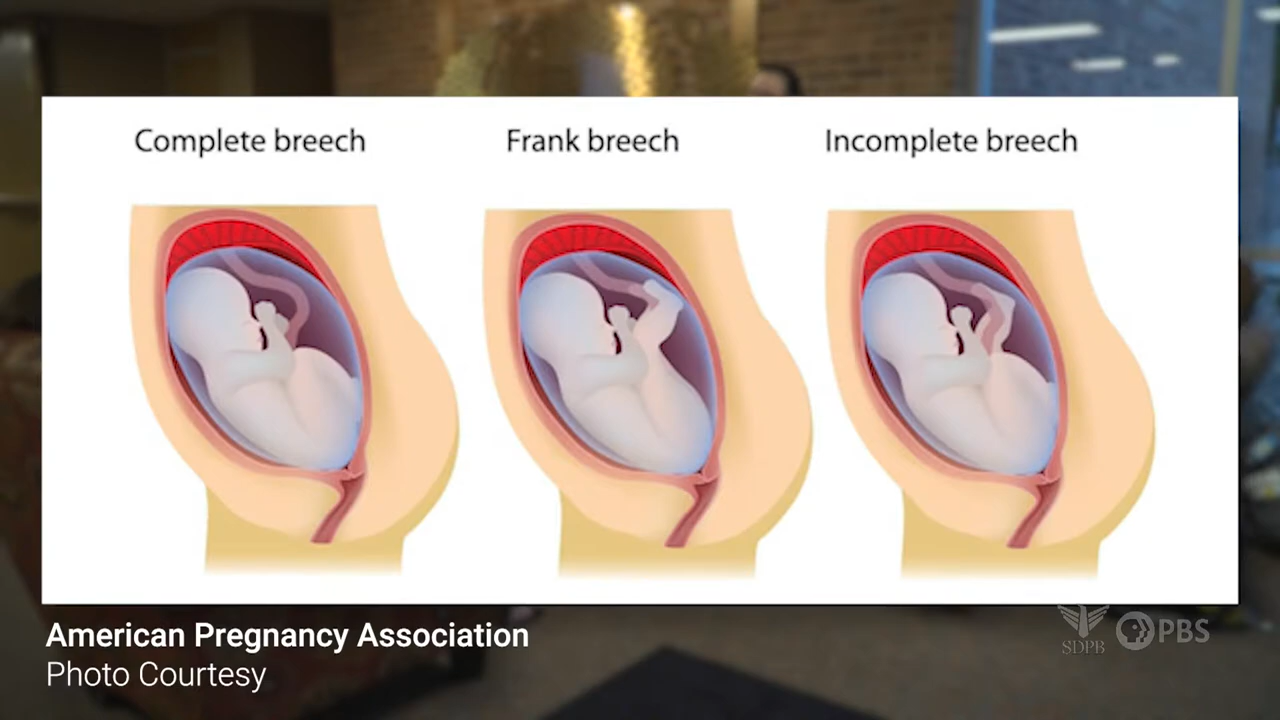 Complete breech
Frank breech
Incomplete breech
American Pregnancy Association
Photo Courtesy
SDPB
PBS